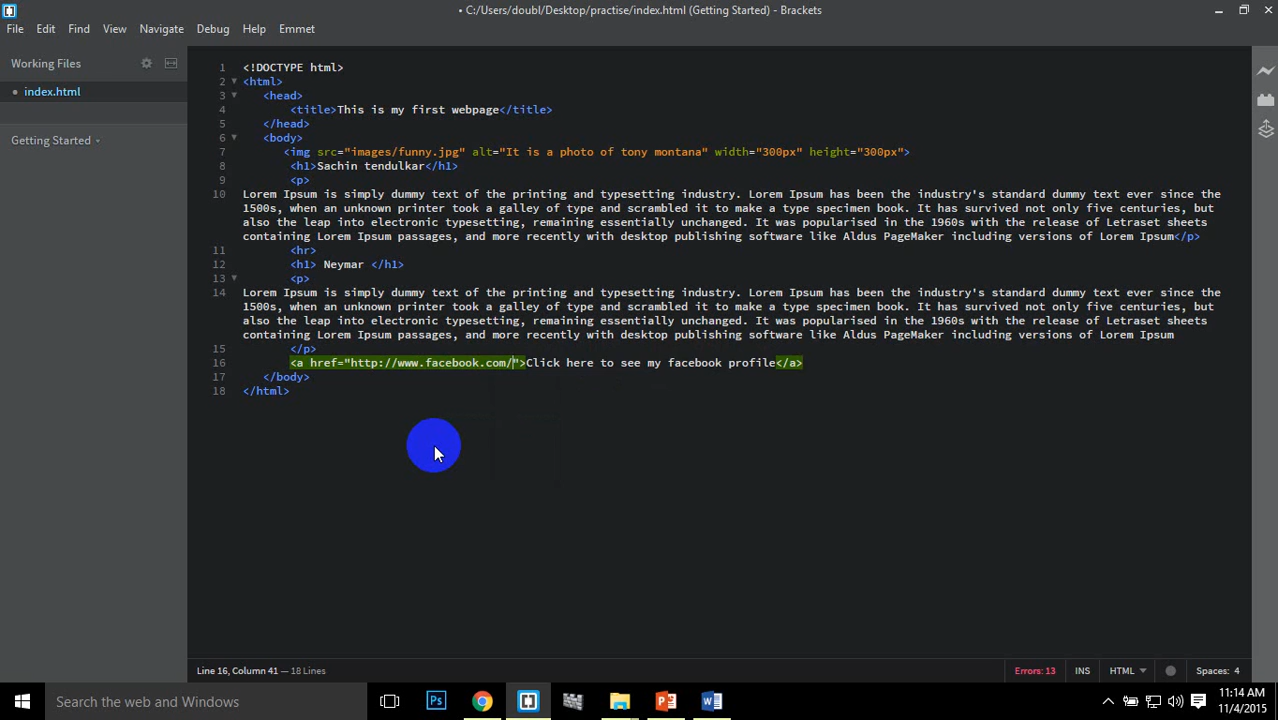 • C:/Users/doubl/Desktop/practise/index.html (Getting Started) - Brackets
File Edit Find View Navigate Debug Help Emmet
Working Files
• index.html
Getting Started
1 <!DOCTYPE html>
2 <html>
3 <head>
4 <title>This is my first webpage</title>
5 </head>
6 <body>
7 <img src="images/funny.jpg" alt="It is a photo of tony montana" width="300px" height="300px">
8 <h1>Sachin tendulkar</h1>
9 <p>
10 Lorem Ipsum is simply dummy text of the printing and typesetting industry. Lorem Ipsum has been the industry's standard dummy text ever since the
1500s, when an unknown printer took a galley of type and scrambled it to make a type specimen book. It has survived not only five centuries, but
also the leap into electronic typesetting, remaining essentially unchanged. It was popularised in the 1960s with the release of Letraset sheets
containing Lorem Ipsum passages, and more recently with desktop publishing software like Aldus PageMaker including versions of Lorem Ipsum</p>
11 <hr>
12 <h1> Neymar </h1>
13 <p>
14 Lorem Ipsum is simply dummy text of the printing and typesetting industry. Lorem Ipsum has been the industry's standard dummy text ever since the
1500s, when an unknown printer took a galley of type and scrambled it to make a type specimen book. It has survived not only five centuries, but
also the leap into electronic typesetting, remaining essentially unchanged. It was popularised in the 1960s with the release of Letraset sheets
containing Lorem Ipsum passages, and more recently with desktop publishing software like Aldus PageMaker including versions of Lorem Ipsum
15 </p>
16 <a href="http://www.facebook.com/">Click here to see my facebook profile</a>
17 </body>
18 </html>
Line 16, Column 41 — 18 Lines Errors: 13 INS HTML Spaces: 4
Search the web and Windows
Ps
P
W
11:14 AM
11/4/2015